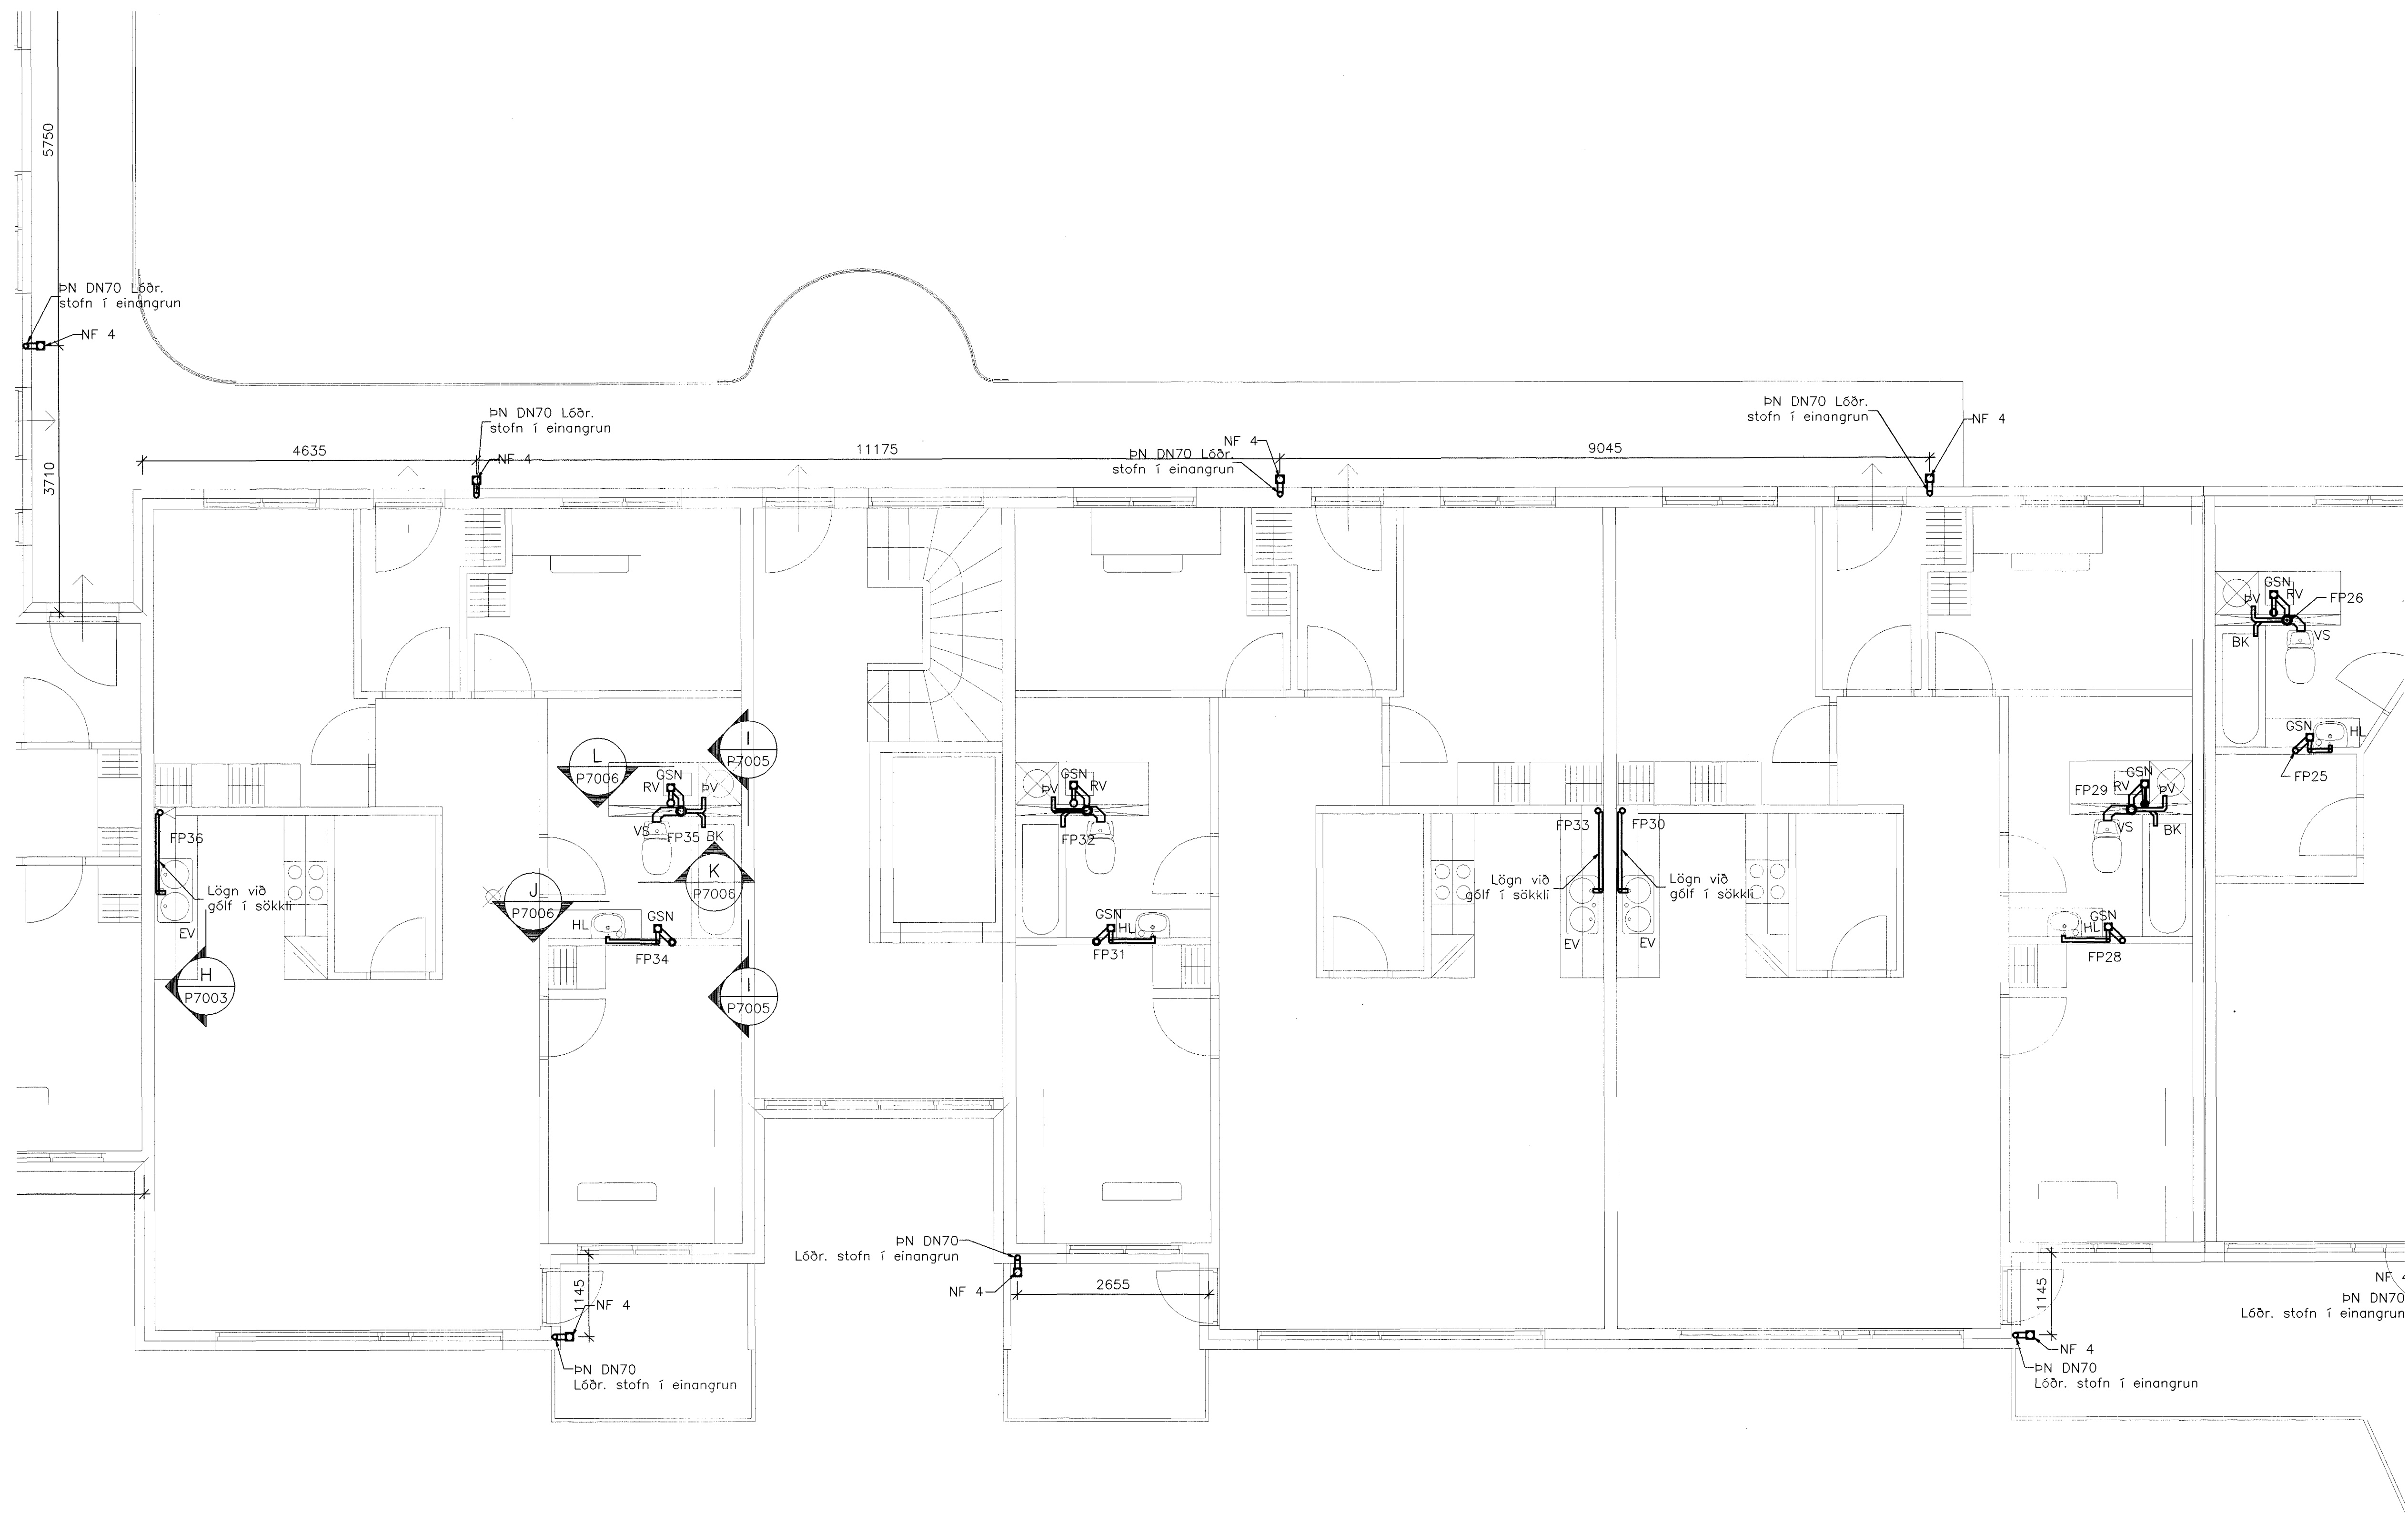 5750
ÞN DN70 Lóðr.
stofn í einangrun
NF 4
3710
4635
ÞN DN70 Lóðr.
stofn í einangrun
NF 4
11175
NF 4
ÞN DN70 Lóðr.
stofn í einangrun
9045
ÞN DN70 Lóðr.
stofn í einangrun
NF 4
GSN
ÞV
RV
FP26
BK
VS
GSN
HL
FP25
L
P7006
I
P7005
GSN
RV
ÞV
VS
FP35
BK
K
P7006
J
P7006
HL
GSN
FP34
I
P7005
FP36
Lögn við
gólf í sökkli
EV
H
P7003
GSN
ÞV
RV
FP32
GSN
HL
FP31
FP33
FP30
Lögn við
gólf í sökkli
Lögn við
gólf í sökkli
EV
EV
GSN
FP29
RV
ÞV
VS
BK
GSN
HL
FP28
1145
NF 4
ÞN DN70
Lóðr. stofn í einangrun
ÞN DN70
Lóðr. stofn í einangrun
NF 4
2655
1145
NF 4
ÞN DN70
Lóðr. stofn í einangrun
NF 4
ÞN DN70
Lóðr. stofn í einangrun